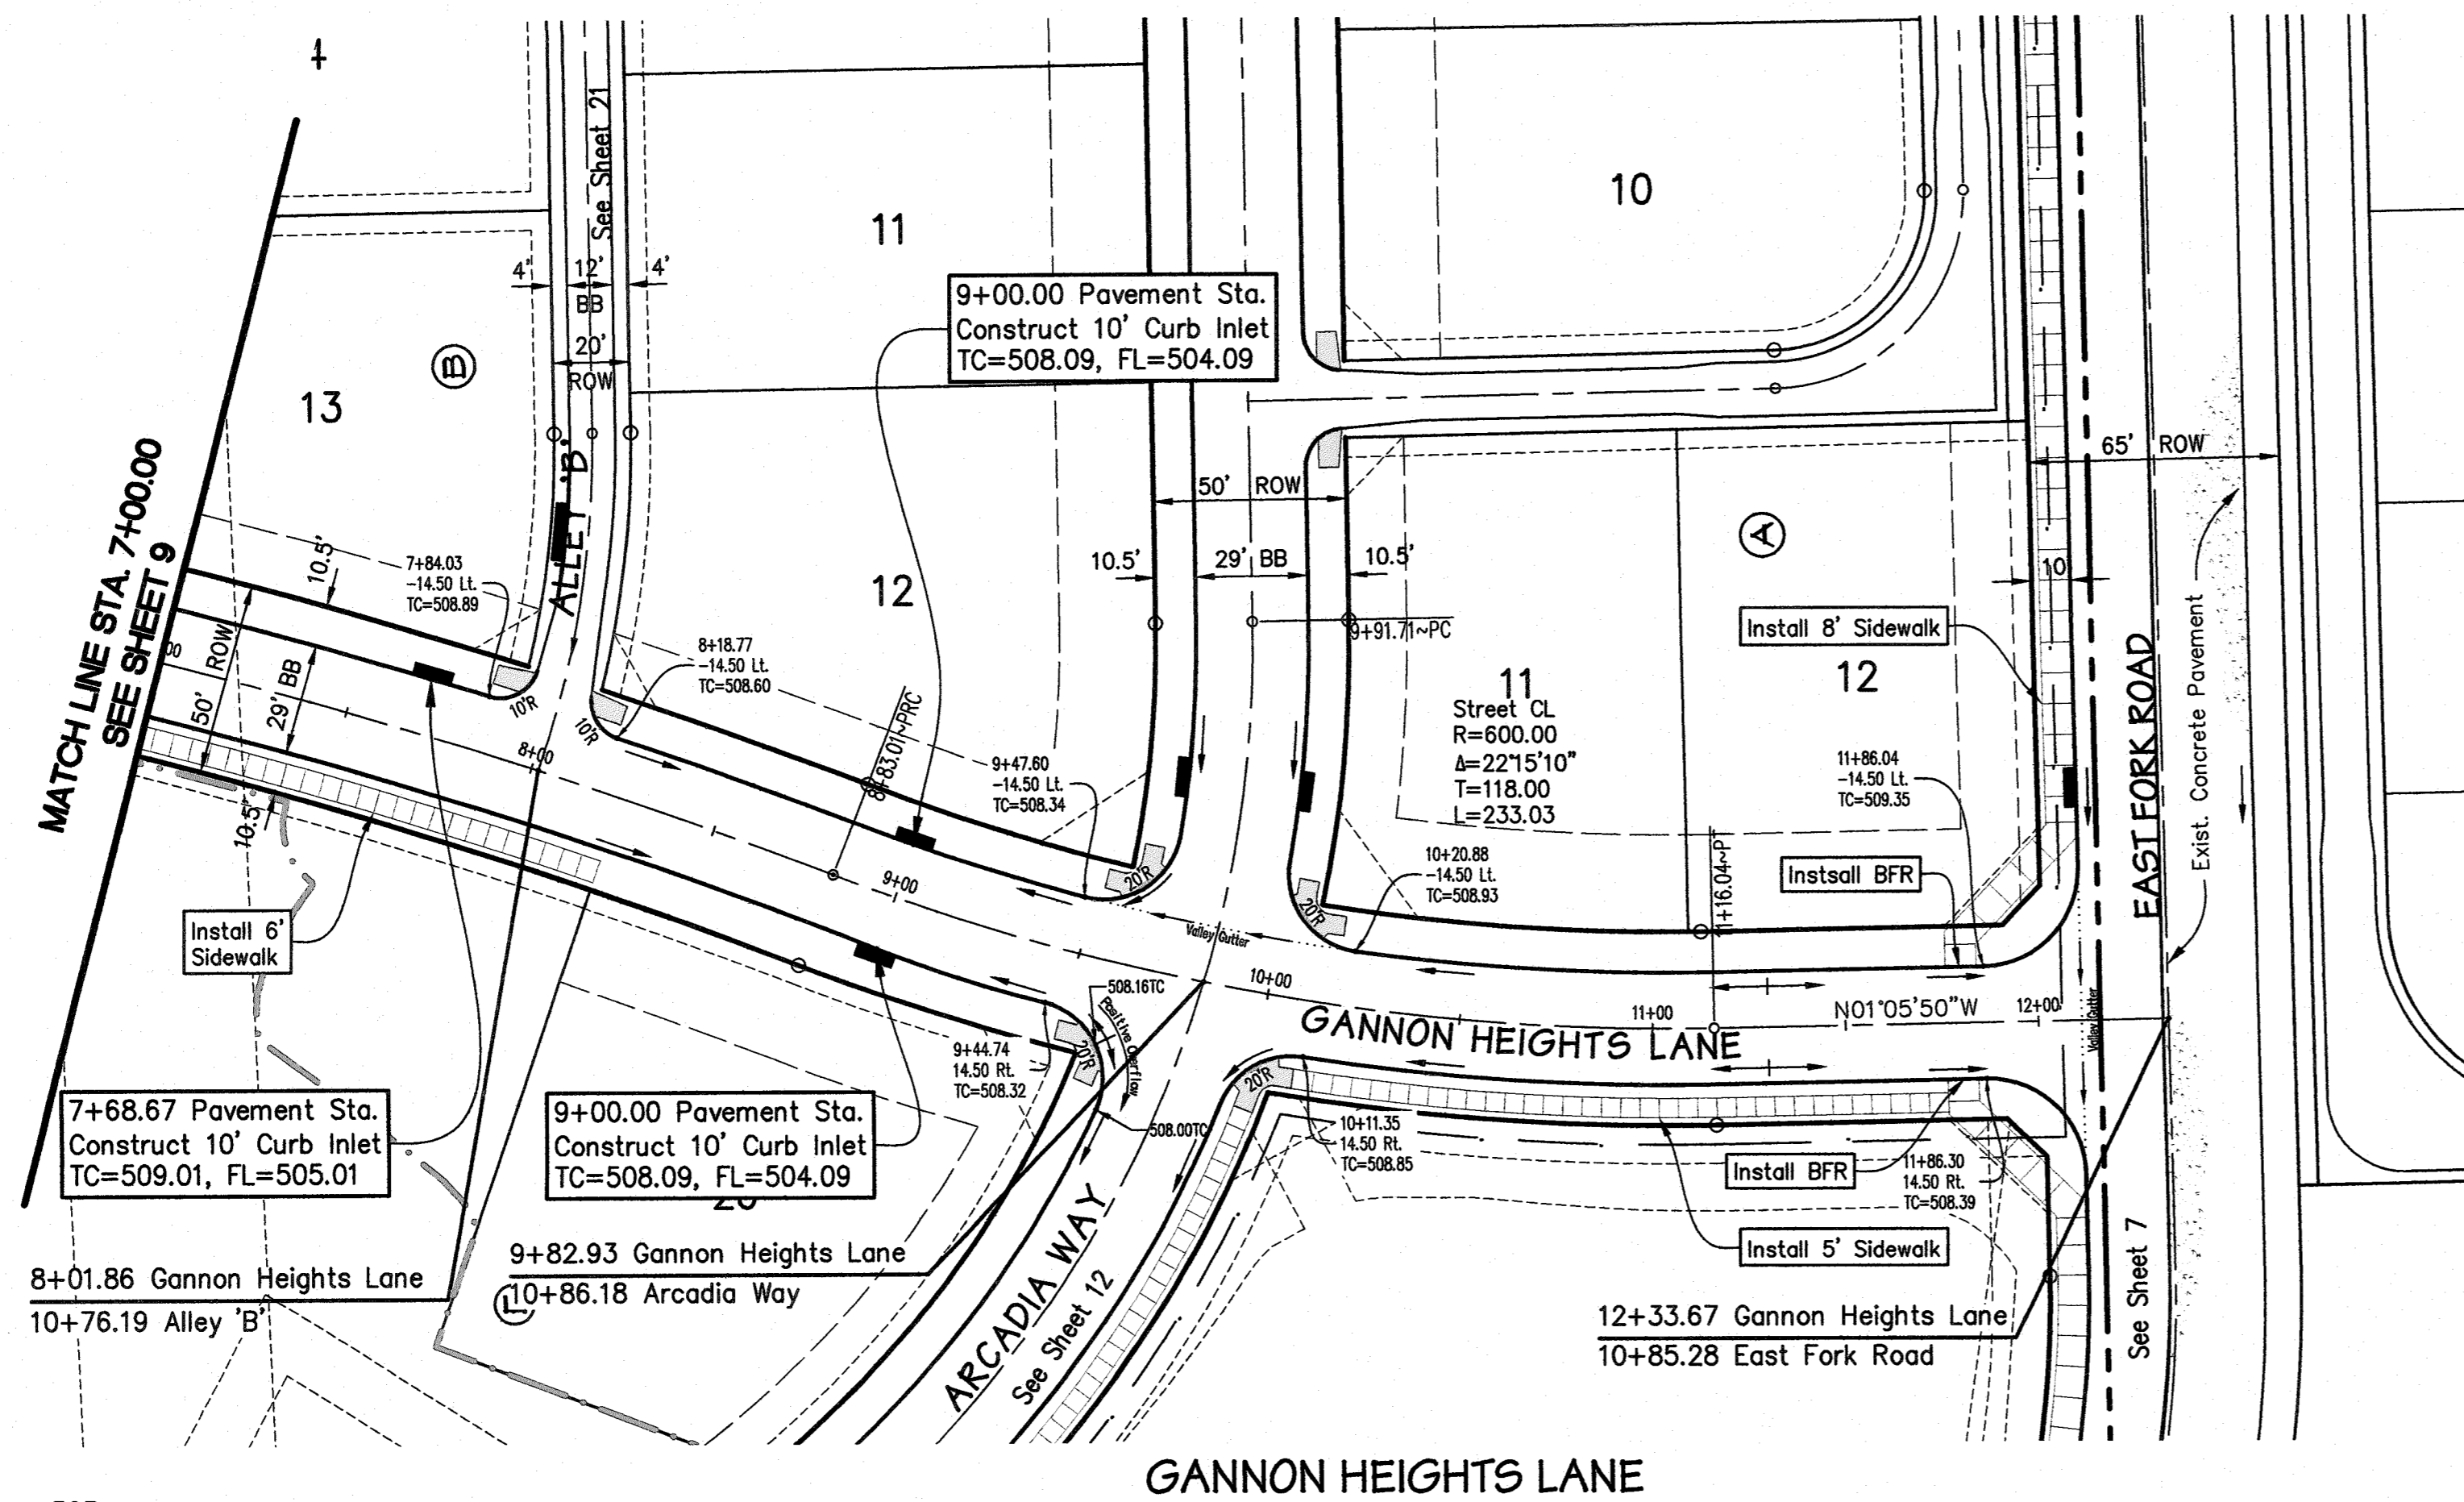 11
10
See Sheet 21
4'
12'
4'
BB
20'
ROW
B
13
9+00.00 Pavement Sta.
Construct 10' Curb Inlet
TC=508.09, FL=504.09
65' ROW
50' ROW
MATCH LINE STA. 7+00.00
SEE SHEET 9
ALLEY 'B'
10.5'
7+84.03
-14.50 Lt.
TC=508.89
12
10.5'
29' BB
10.5'
A
10'
9+91.71~PC
Install 8' Sidewalk
EAST FORK ROAD
Exist. Concrete Pavement
ROW
50'
29' BB
10'R
10'R
8+18.77
-14.50 Lt.
TC=508.60
8+83.01~PRC
9+47.60
-14.50 Lt.
TC=508.34
11
Street CL
R=600.00
Δ=22°15'10"
T=118.00
L=233.03
12
11+86.04
-14.50 Lt.
TC=509.35
8+00
10.5'
9+00
20'R
10+20.88
-14.50 Lt.
TC=508.93
20'R
11+16.04~PT
Instsall BFR
Install 6'
Sidewalk
Valley Gutter
10+00
11+00
N01°05'50"W
12+00
Valley Gutter
GANNON HEIGHTS LANE
508.16TC
Positive Overflow
20'R
9+44.74
14.50 Rt.
TC=508.32
20'R
508.00TC
10+11.35
14.50 Rt.
TC=508.85
Install BFR
11+86.30
14.50 Rt.
TC=508.39
7+68.67 Pavement Sta.
Construct 10' Curb Inlet
TC=509.01, FL=505.01
9+00.00 Pavement Sta.
Construct 10' Curb Inlet
TC=508.09, FL=504.09
Install 5' Sidewalk
See Sheet 7
8+01.86 Gannon Heights Lane
10+76.19 Alley 'B'
9+82.93 Gannon Heights Lane
10+86.18 Arcadia Way
L
ARCADIA WAY
See Sheet 12
12+33.67 Gannon Heights Lane
10+85.28 East Fork Road
GANNON HEIGHTS LANE